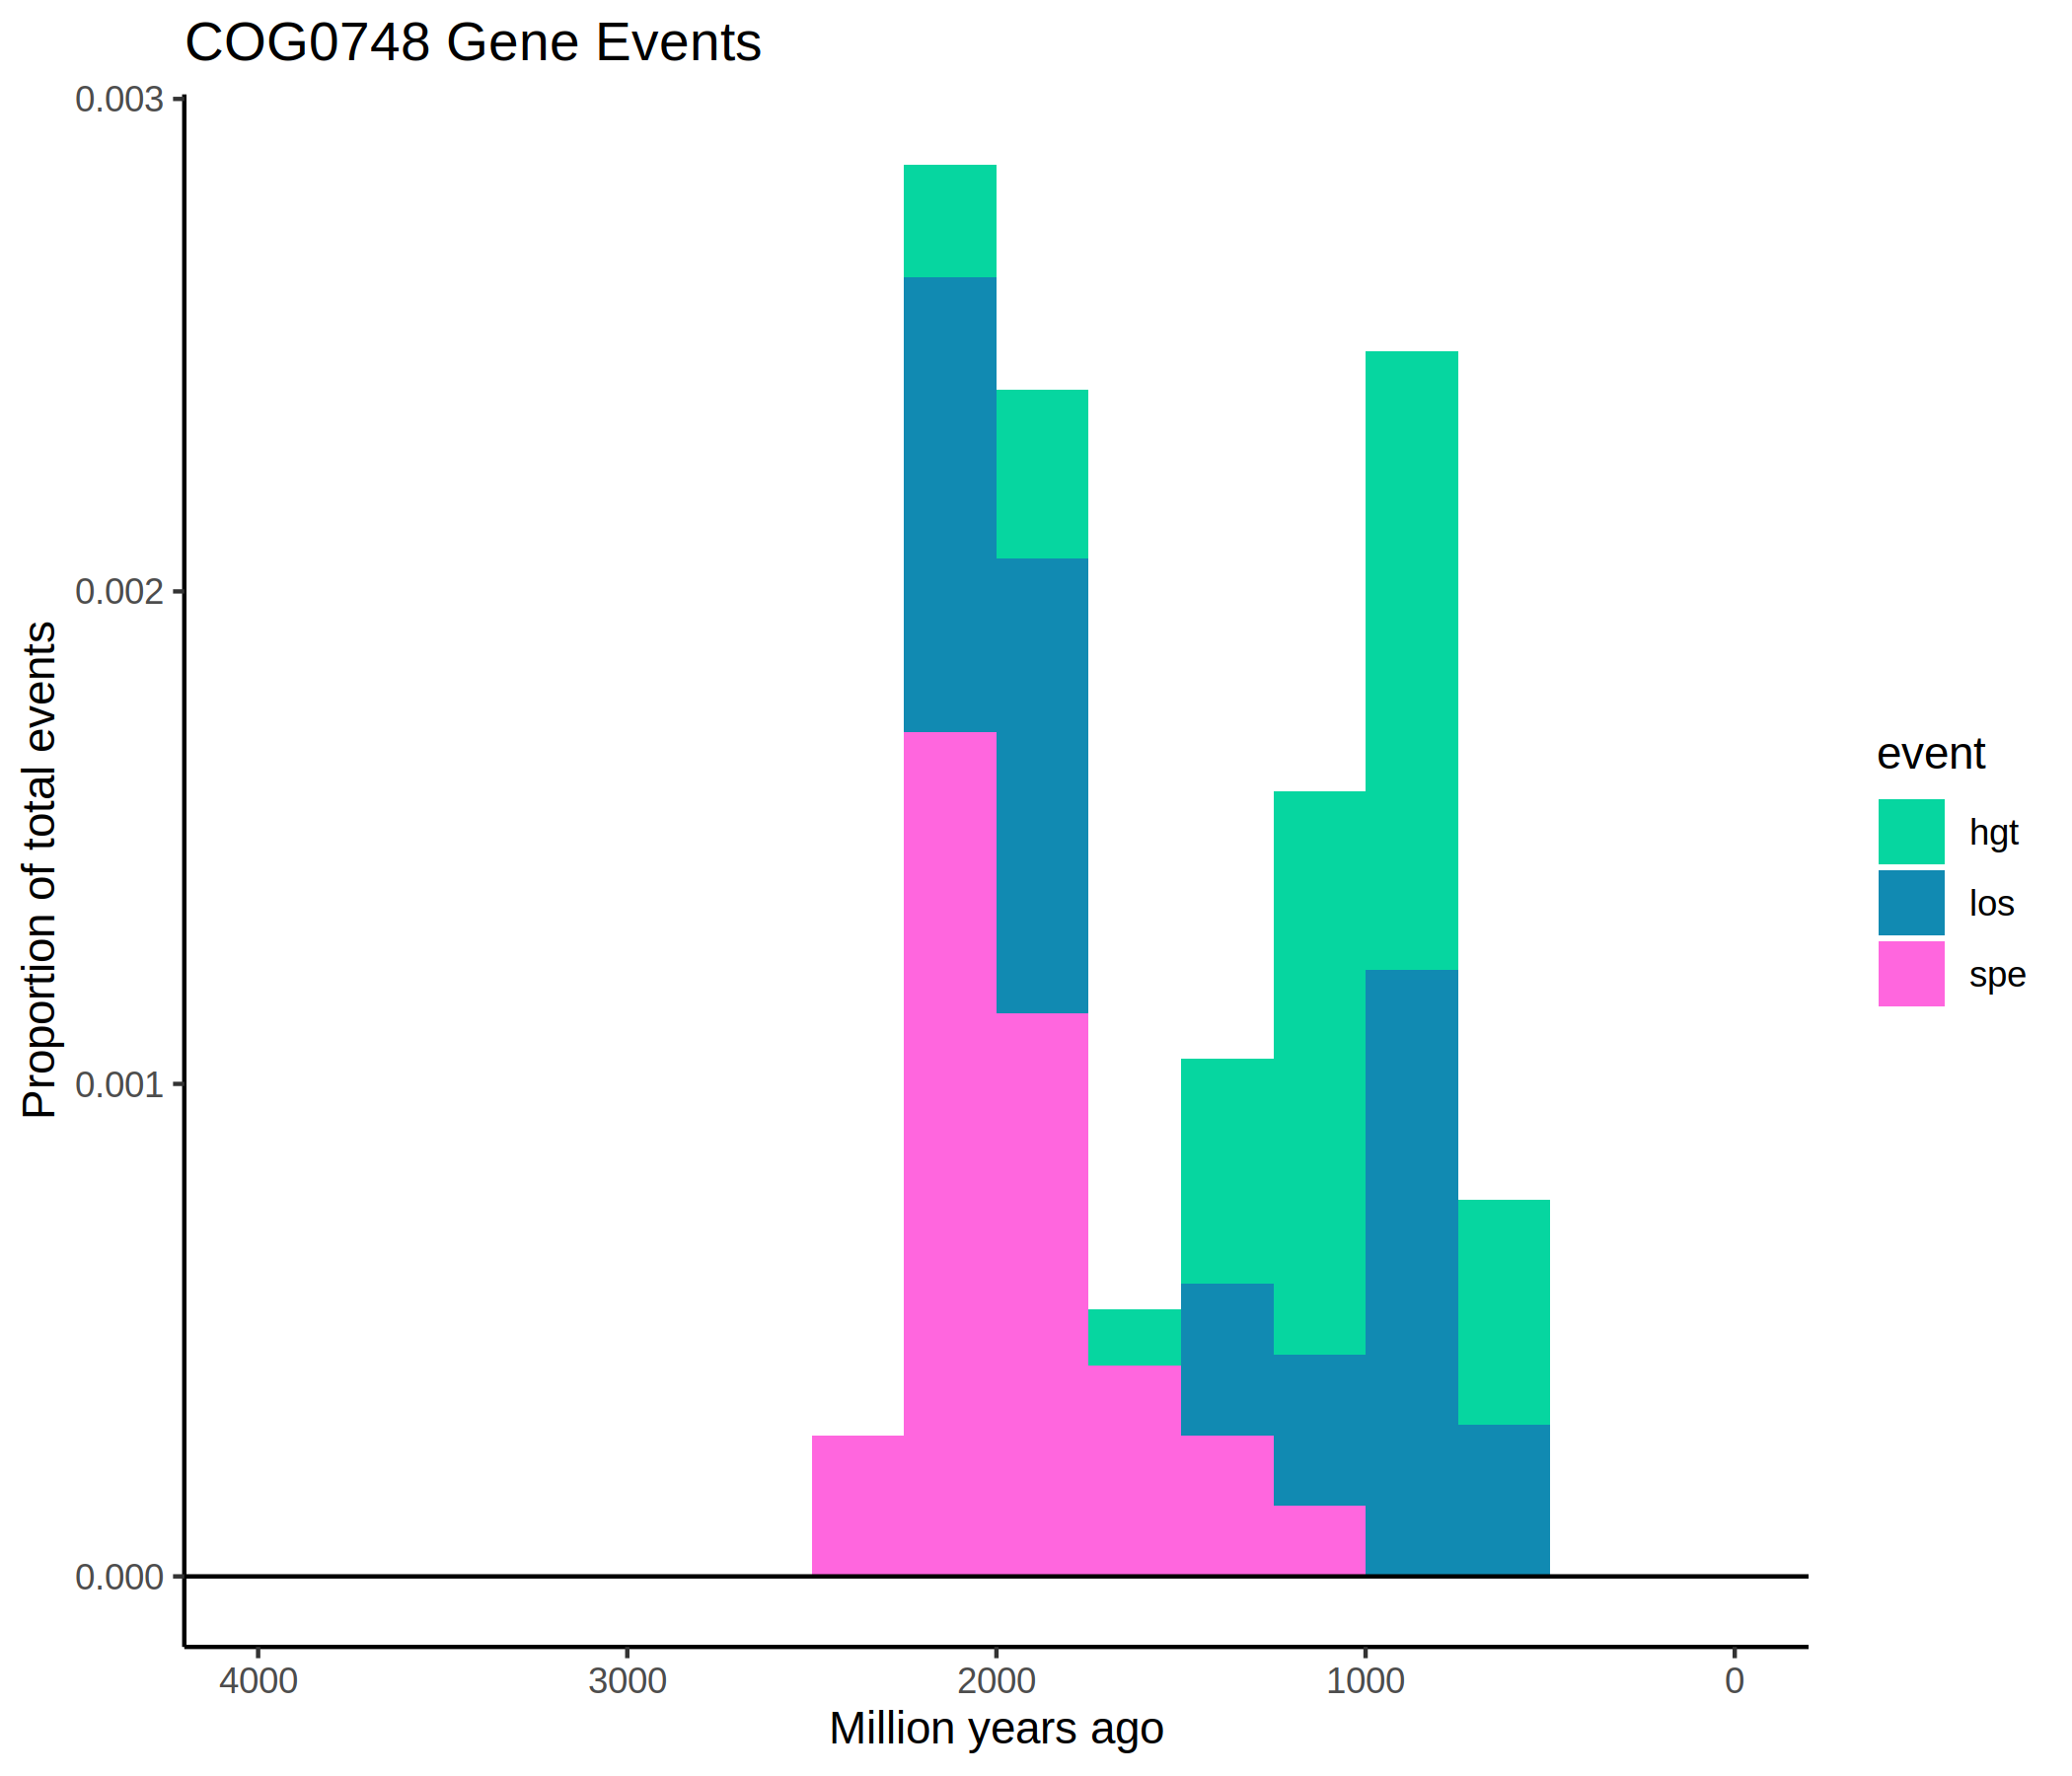 COG0748 Gene Events
0.003
0.002
0.001
0.000
Proportion of total events
4000 3000 2000 1000 0
Million years ago
event
hgt
los
spe